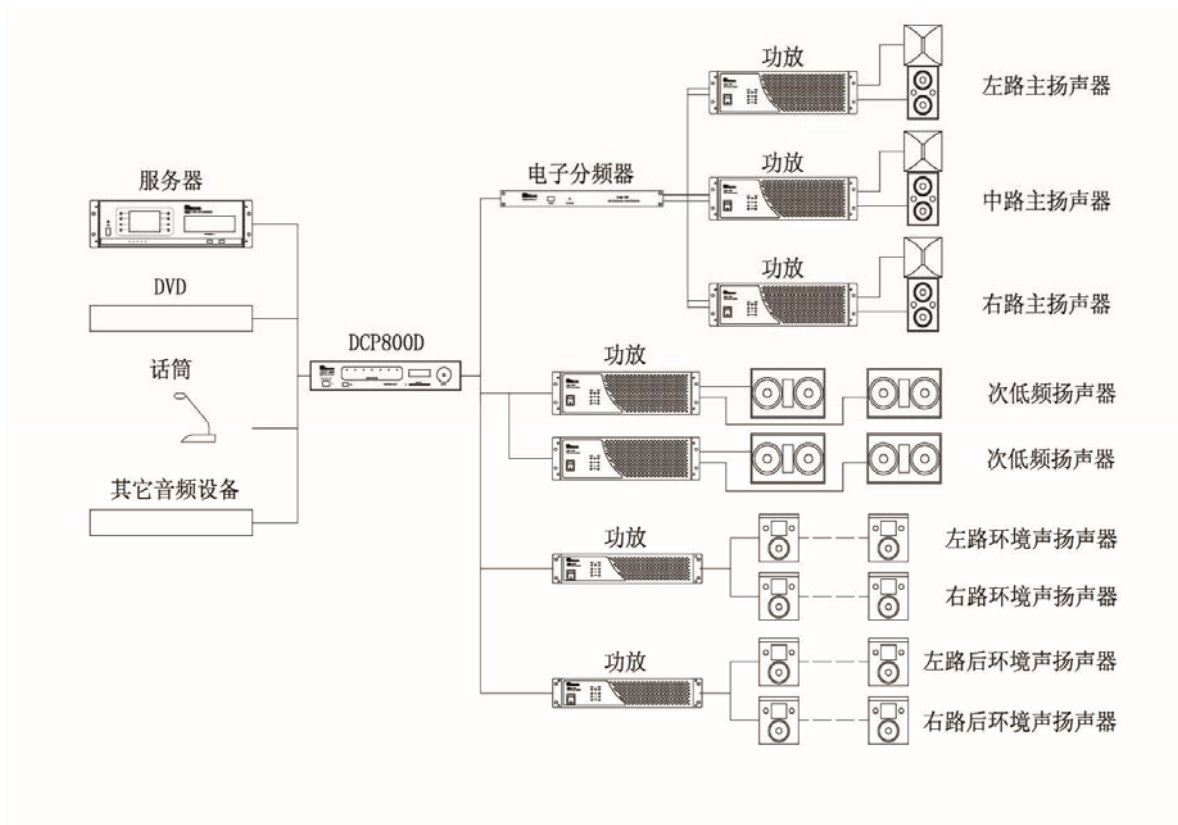 功放
左路主扬声器
电子分频器
功放
中路主扬声器
服务器
功放
右路主扬声器
DVD
DCP800D
功放
次低频扬声器
话筒
次低频扬声器
其它音频设备
功放
左路环境声扬声器
右路环境声扬声器
功放
左路后环境声扬声器
右路后环境声扬声器